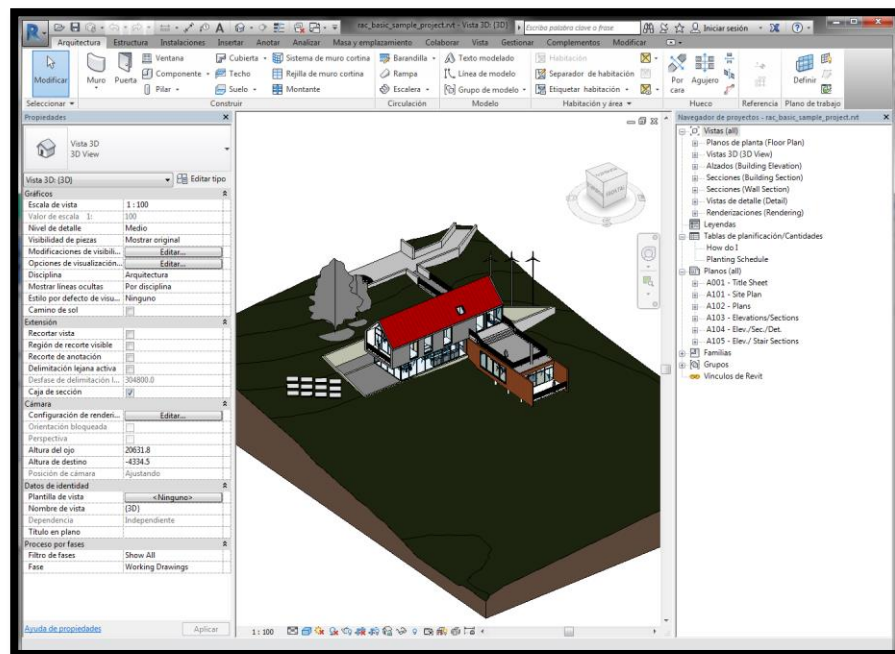 rac_basic_sample_project.rvt - Vista 3D: {3D}
Escriba palabra clave o frase
Iniciar sesión
Arquitectura Estructura Instalaciones Insertar Anotar Analizar Masa y emplazamiento Colaborar Vista Gestionar Complementos Modificar
Modificar
Muro
Puerta
Ventana
Componente
Pilar
Cubierta
Techo
Suelo
Sistema de muro cortina
Rejilla de muro cortina
Montante
Barandilla
Rampa
Escalera
Texto modelado
Línea de modelo
Grupo de modelo
Habitación
Separador de habitación
Etiquetar habitación
Por cara
Agujero
Definir
Seleccionar
Construir
Circulación
Modelo
Habitación y área
Hueco
Referencia
Plano de trabajo
Propiedades
Vista 3D
3D View
Vista 3D: {3D}
Editar tipo
Gráficos
Escala de vista 1 : 100
Valor de escala 1: 100
Nivel de detalle Medio
Visibilidad de piezas Mostrar original
Modificaciones de visibili... Editar...
Opciones de visualización... Editar...
Disciplina Arquitectura
Mostrar líneas ocultas Por disciplina
Estilo por defecto de visu... Ninguno
Camino de sol
Extensión
Recortar vista
Región de recorte visible
Recorte de anotación
Delimitación lejana activa
Desfase de delimitación l... 304800.0
Caja de sección
Cámara
Configuración de renderi... Editar...
Orientación bloqueada
Perspectiva
Altura del ojo 20631.8
Altura de destino -4334.5
Posición de cámara Ajustando
Datos de identidad
Plantilla de vista <Ninguno>
Nombre de vista {3D}
Dependencia Independiente
Título en plano
Proceso por fases
Filtro de fases Show All
Fase Working Drawings
Ayuda de propiedades
Aplicar
1 : 100
Navegador de proyectos - rac_basic_sample_project.rvt
Vistas (all)
Planos de planta (Floor Plan)
Vistas 3D (3D View)
Alzados (Building Elevation)
Secciones (Building Section)
Secciones (Wall Section)
Vistas de detalle (Detail)
Renderizaciones (Rendering)
Leyendas
Tablas de planificación/Cantidades
How do I
Planting Schedule
Planos (all)
A001 - Title Sheet
A101 - Site Plan
A102 - Plans
A103 - Elevations/Sections
A104 - Elev./Sec./Det.
A105 - Elev./ Stair Sections
Familias
Grupos
Vínculos de Revit